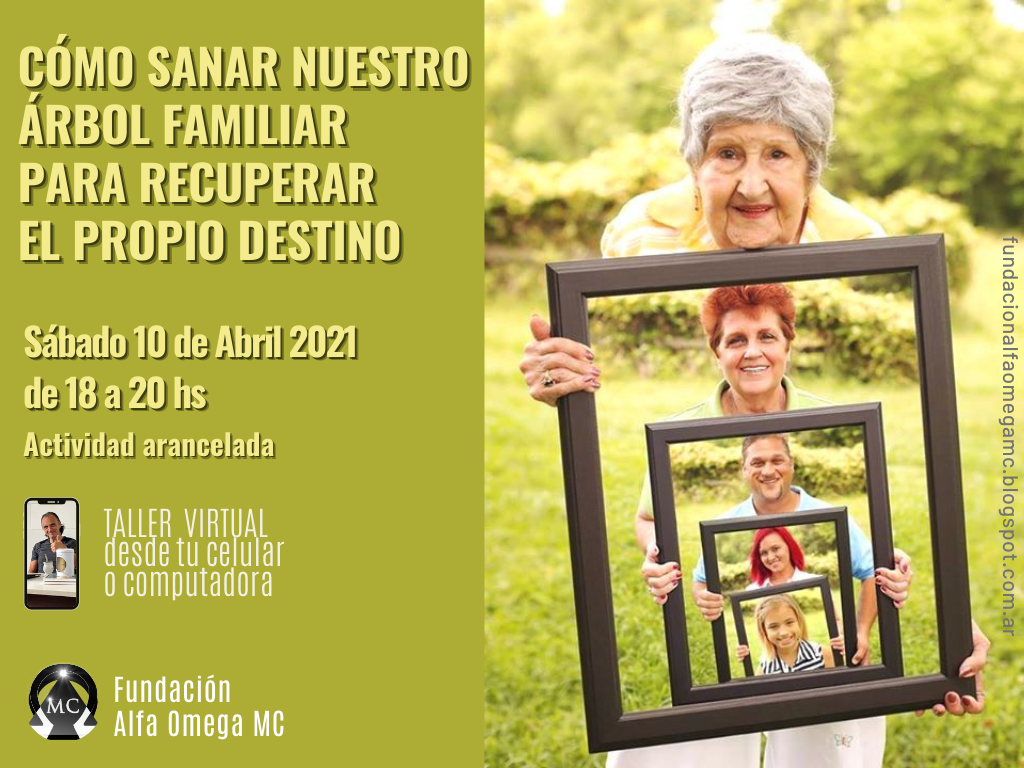 CÓMO SANAR NUESTRO
ÁRBOL FAMILIAR
PARA RECUPERAR
EL PROPIO DESTINO
Sábado 10 de Abril 2021
de 18 a 20 hs
Actividad arancelada
TALLER VIRTUAL
desde tu celular
o computadora
MC
Fundación
Alfa Omega MC
fundacionalfaomegamc.blogspot.com.ar